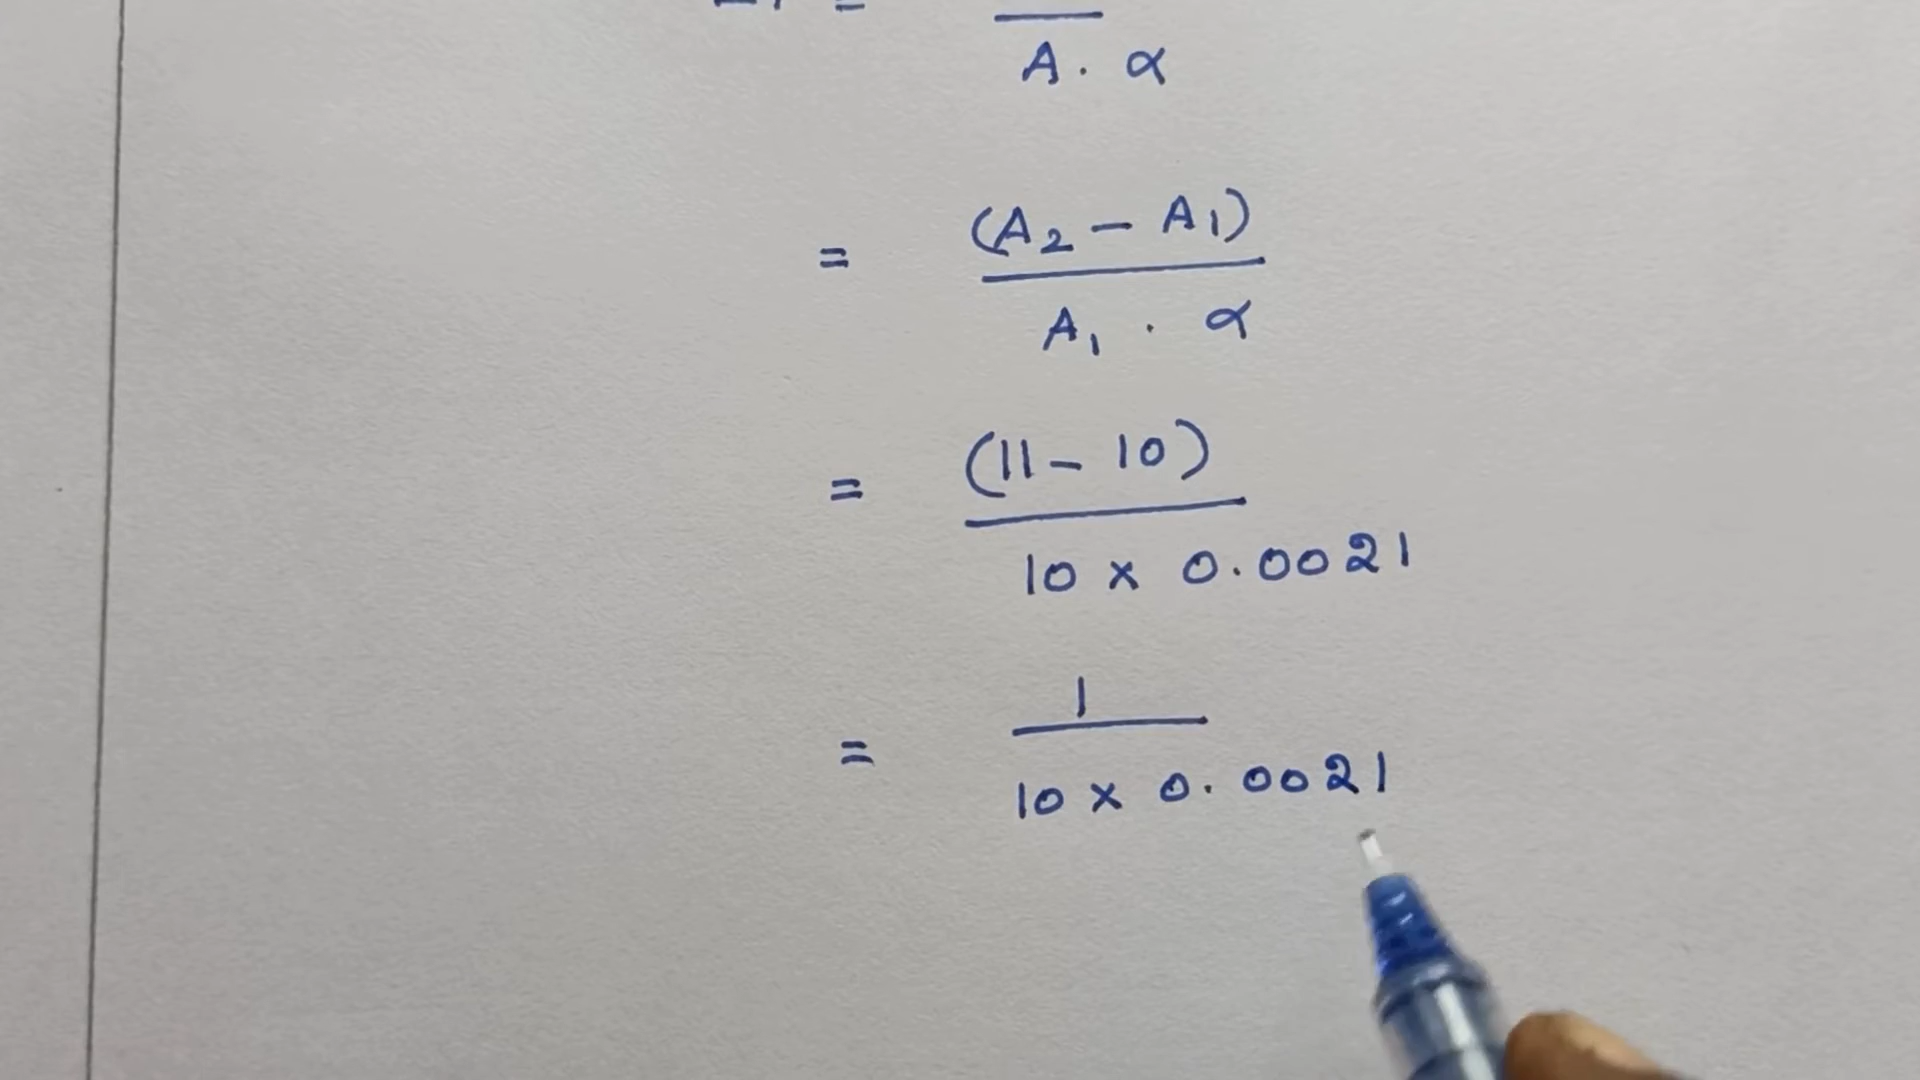 =
A . α
= (A₂ - A₁)
A₁ . α
= (11 - 10)
10 x 0.0021
= 1
10 x 0.0021